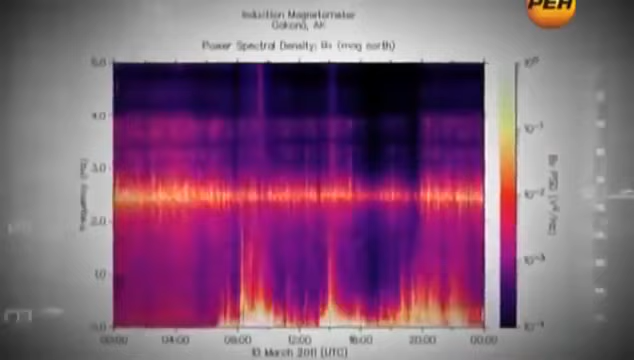 РЕН
Induction Magnetometer
Gakona, AK
Power Spectral Density: Bx (mag north)
5.0
4.0
3.0
2.0
1.0
0.0
Frequency (Hz)
00:00 04:00 08:00 12:00 16:00 20:00 00:00
10 March 2011 (UTC)
10⁰
10⁻¹
10⁻²
10⁻³
10⁻⁴